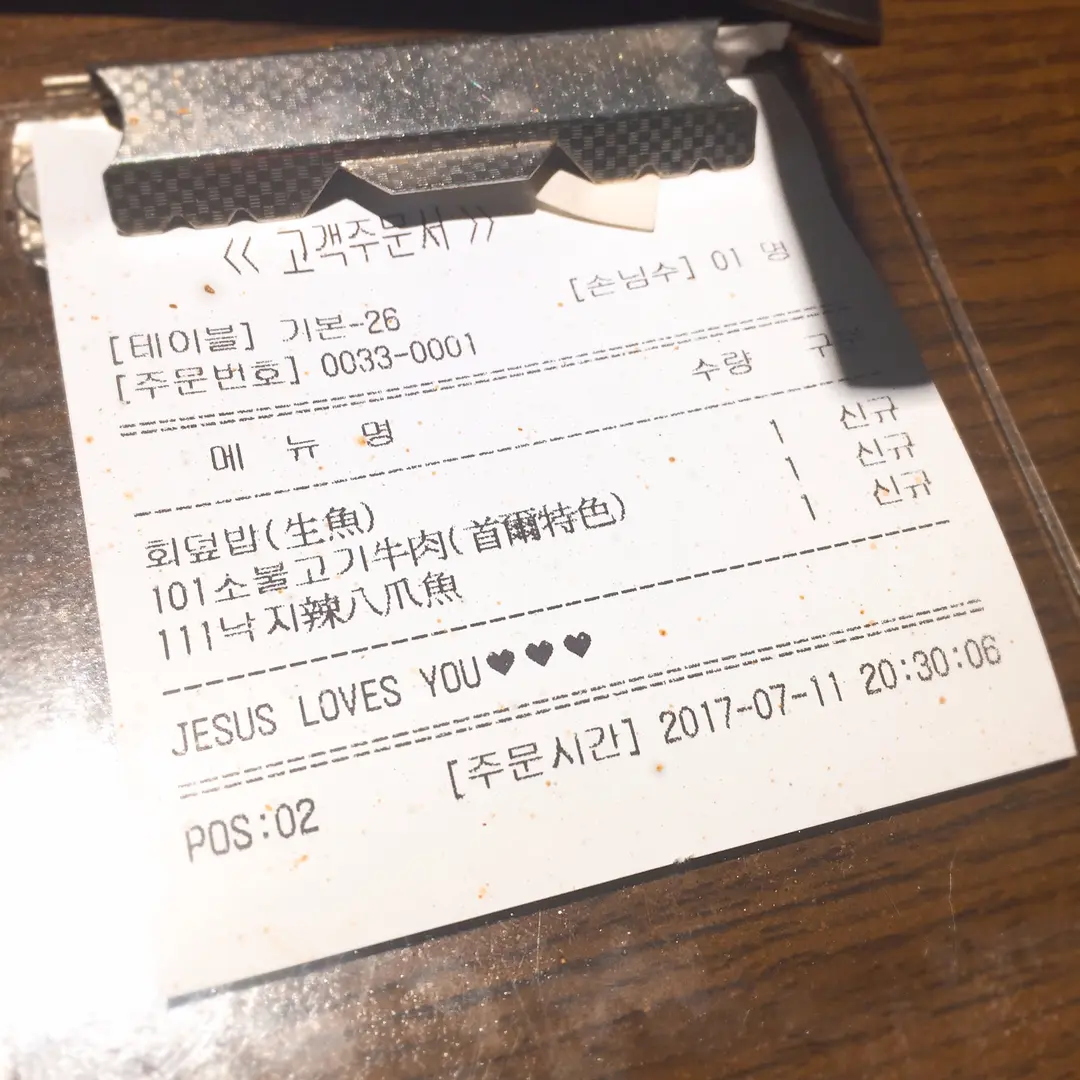 << 고객주문서 >>
[테이블] 기본-26 [손님수] 01 명
[주문번호] 0033-0001
메 뉴 명 수량 구분
회덮밥(生魚) 1 신규
101소불고기牛肉(首爾特色) 1 신규
111낙지辣八爪魚 1 신규
JESUS LOVES YOU♥♥♥
[주문시간] 2017-07-11 20:30:06
POS:02